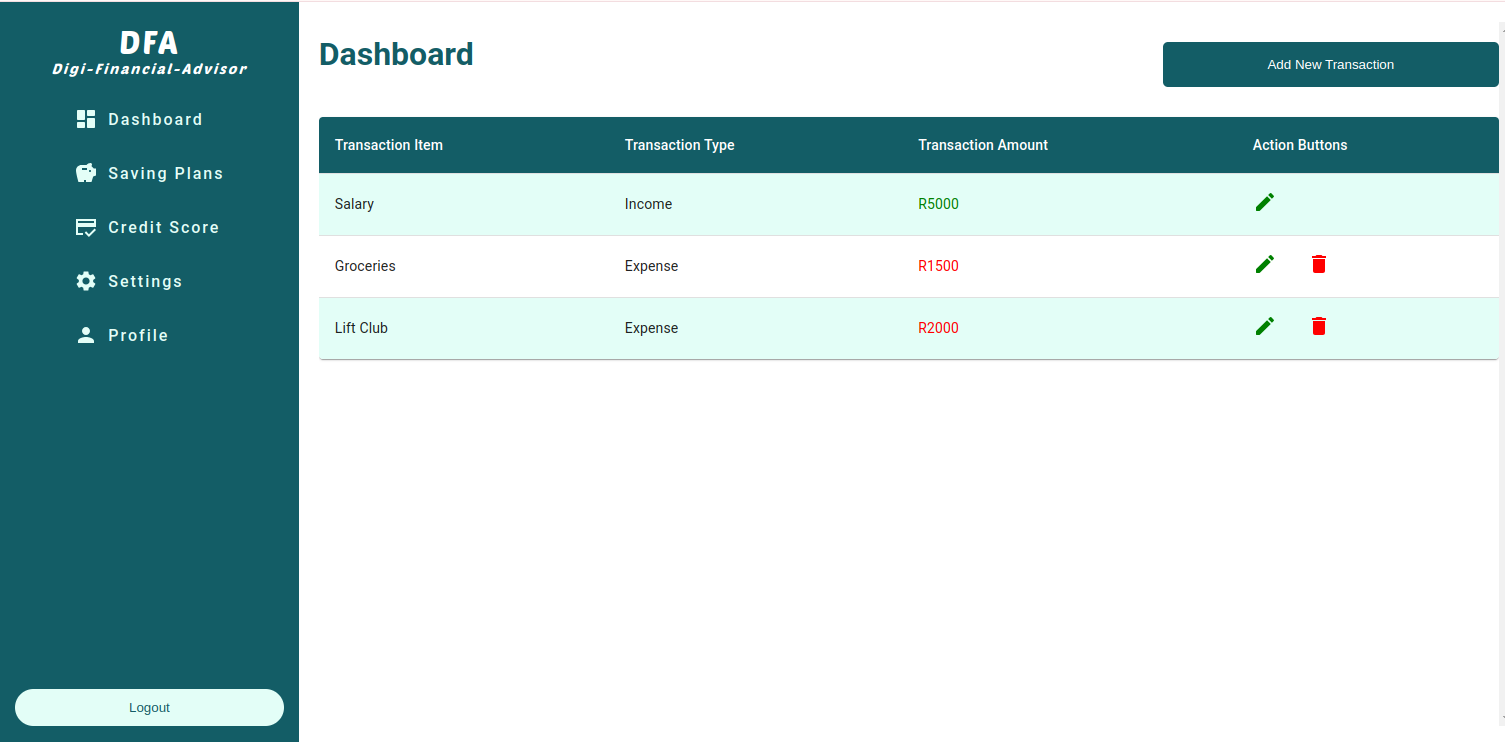 DFA
Digi-Financial-Advisor
Dashboard
Saving Plans
Credit Score
Settings
Profile
Logout
Dashboard
Add New Transaction
Transaction Item Transaction Type Transaction Amount Action Buttons
Salary Income R5000
Groceries Expense R1500
Lift Club Expense R2000